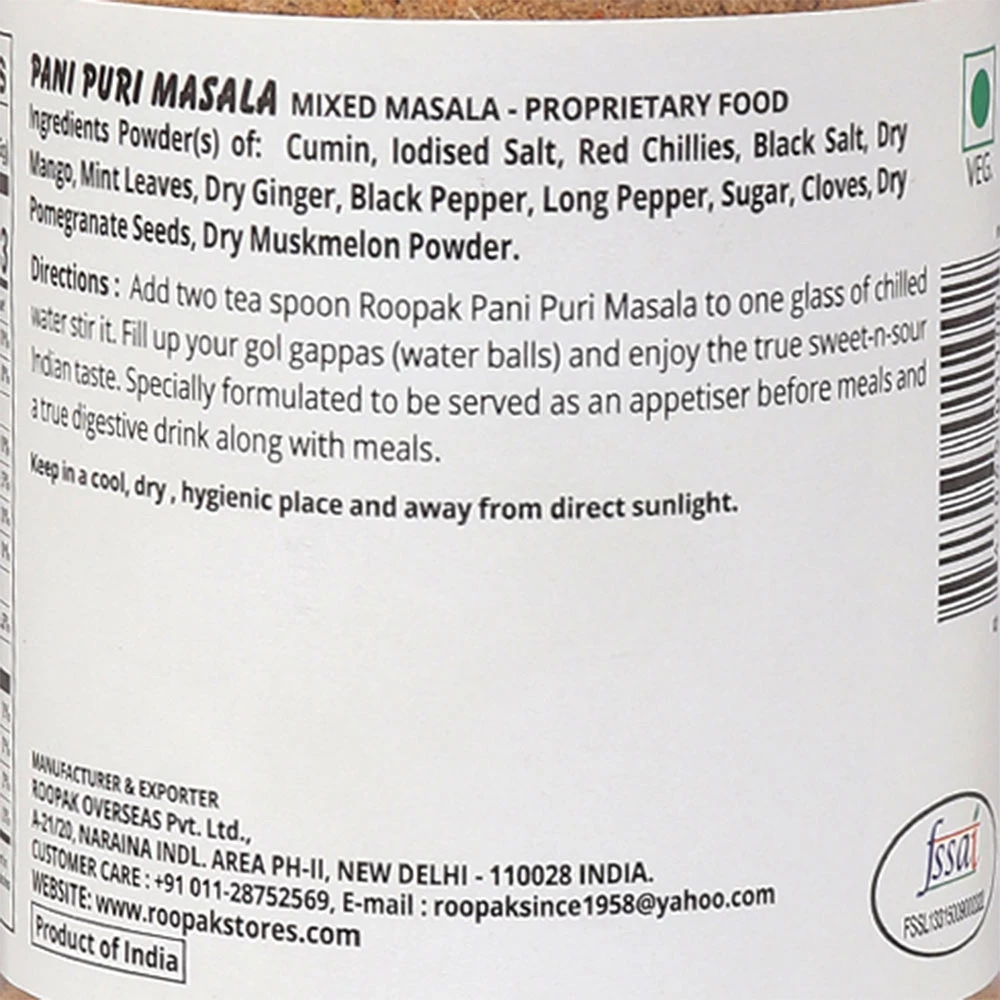 PANI PURI MASALA MIXED MASALA - PROPRIETARY FOOD
Ingredients Powder(s) of: Cumin, Iodised Salt, Red Chillies, Black Salt, Dry
Mango, Mint Leaves, Dry Ginger, Black Pepper, Long Pepper, Sugar, Cloves, Dry
Pomegranate Seeds, Dry Muskmelon Powder.
Directions : Add two tea spoon Roopak Pani Puri Masala to one glass of chilled
water stir it. Fill up your gol gappas (water balls) and enjoy the true sweet-n-sour
Indian taste. Specially formulated to be served as an appetiser before meals and
a true digestive drink along with meals.
Keep in a cool, dry , hygienic place and away from direct sunlight.
VEG.
MANUFACTURER & EXPORTER
ROOPAK OVERSEAS Pvt. Ltd.,
A-21/20, NARAINA INDL. AREA PH-II, NEW DELHI - 110028 INDIA.
CUSTOMER CARE : +91 011-28752569, E-mail : roopaksince1958@yahoo.com
WEBSITE: www.roopakstores.com
Product of India
fssai